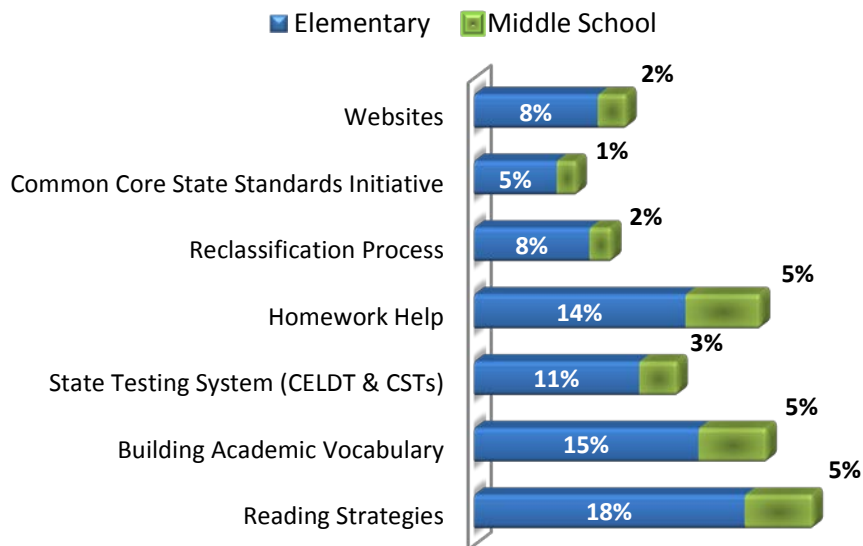 Elementary Middle School
Websites 8% 2%
Common Core State Standards Initiative 5% 1%
Reclassification Process 8% 2%
Homework Help 14% 5%
State Testing System (CELDT & CSTs) 11% 3%
Building Academic Vocabulary 15% 5%
Reading Strategies 18% 5%